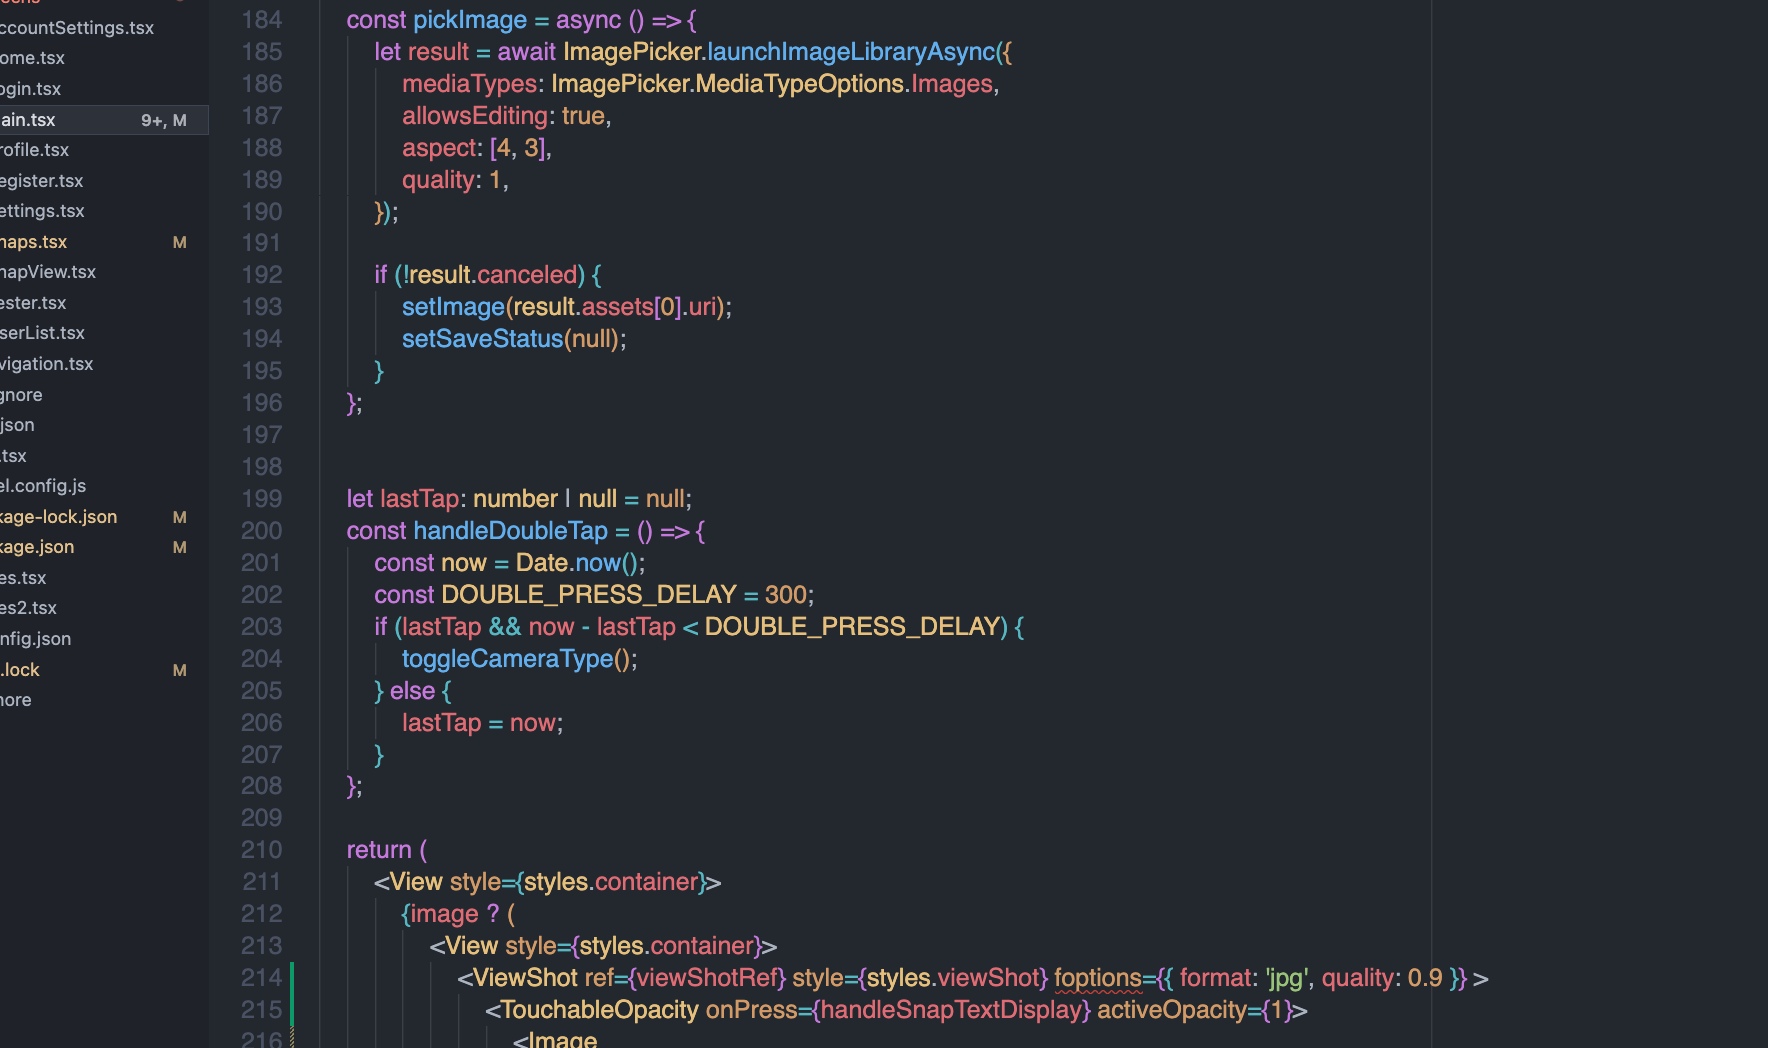 ccountSettings.tsx
ome.tsx
ogin.tsx
ain.tsx 9+, M
rofile.tsx
egister.tsx
ettings.tsx
naps.tsx M
napView.tsx
ester.tsx
serList.tsx
vigation.tsx
gnore
json
.tsx
el.config.js
kage-lock.json M
kage.json M
es.tsx
es2.tsx
nfig.json
.lock M
nore
184 const pickImage = async () => {
185 let result = await ImagePicker.launchImageLibraryAsync({
186 mediaTypes: ImagePicker.MediaTypeOptions.Images,
187 allowsEditing: true,
188 aspect: [4, 3],
189 quality: 1,
190 });
191
192 if (!result.canceled) {
193 setImage(result.assets[0].uri);
194 setSaveStatus(null);
195 }
196 };
197
198
199 let lastTap: number | null = null;
200 const handleDoubleTap = () => {
201 const now = Date.now();
202 const DOUBLE_PRESS_DELAY = 300;
203 if (lastTap && now - lastTap < DOUBLE_PRESS_DELAY) {
204 toggleCameraType();
205 } else {
206 lastTap = now;
207 }
208 };
209
210 return (
211 <View style={styles.container}>
212 {image ? (
213 <View style={styles.container}>
214 <ViewShot ref={viewShotRef} style={styles.viewShot} foptions={{ format: 'jpg', quality: 0.9 }} >
215 <TouchableOpacity onPress={handleSnapTextDisplay} activeOpacity={1}>
216 <Image